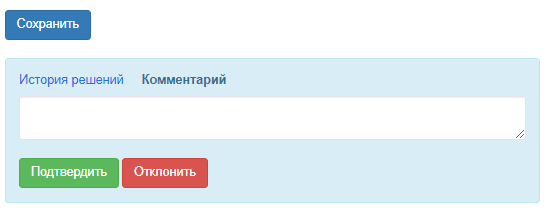 Сохранить
История решений Комментарий
Подтвердить Отклонить